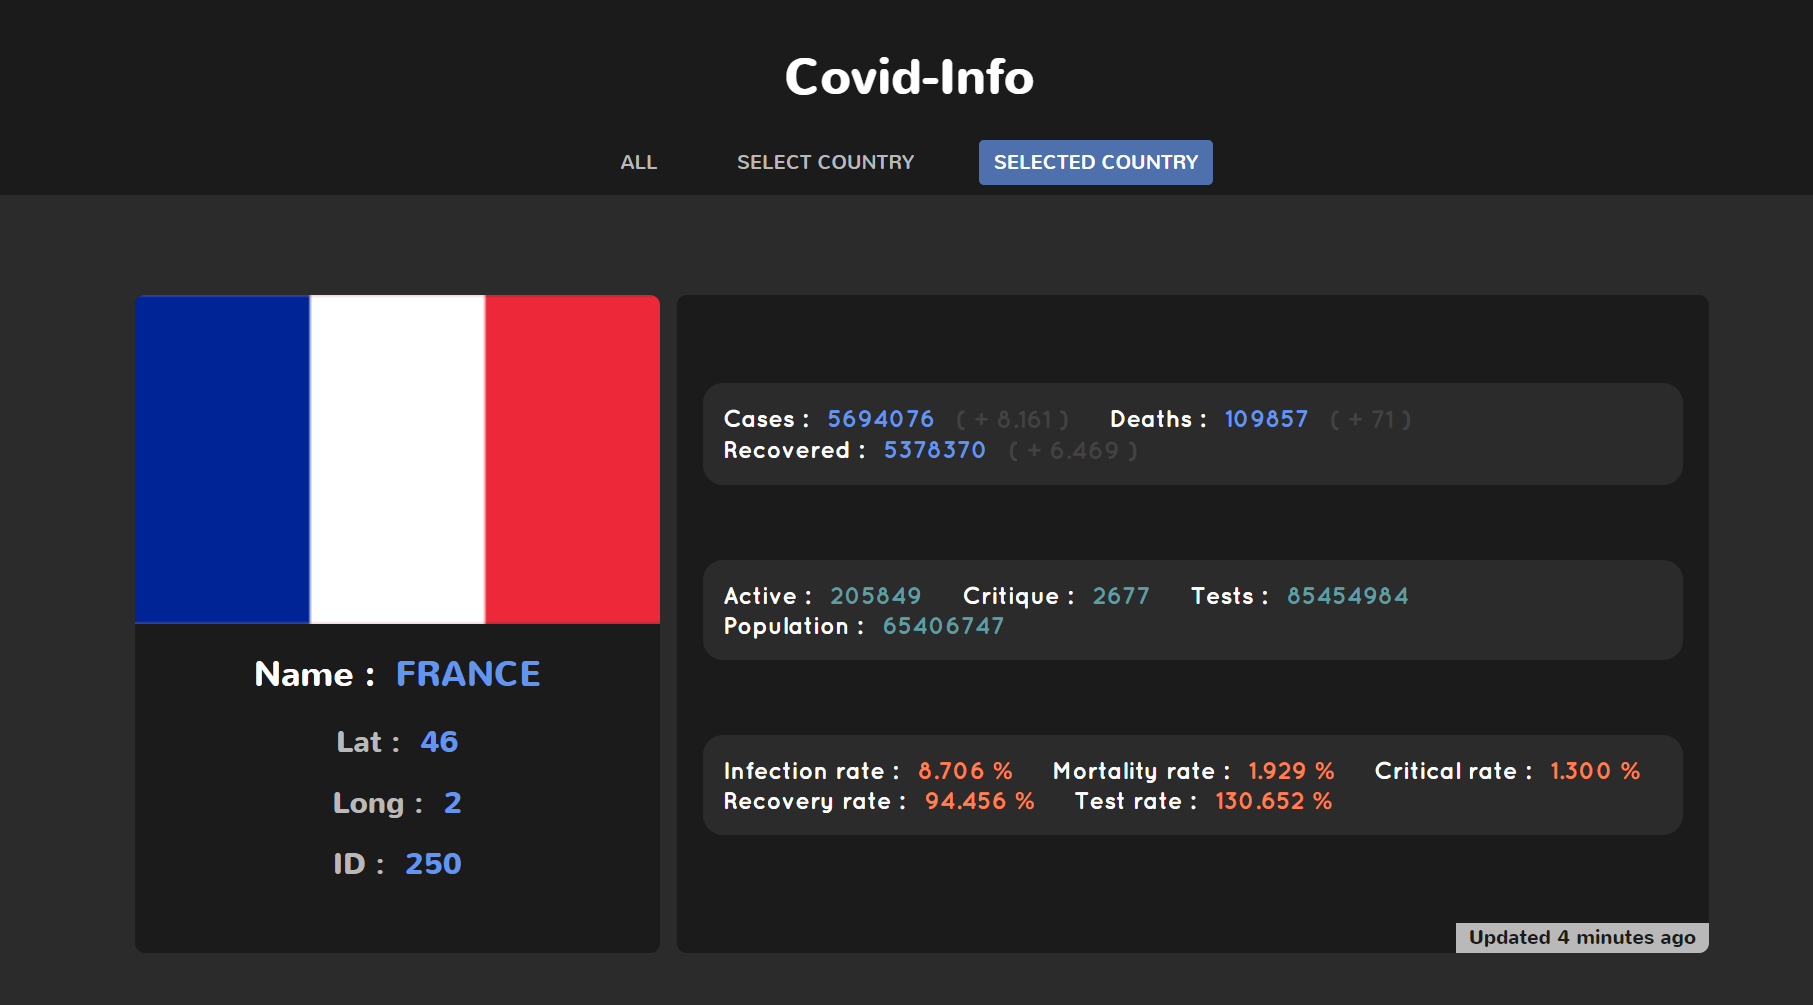 Covid-Info
ALL SELECT COUNTRY SELECTED COUNTRY
Name : FRANCE
Lat : 46
Long : 2
ID : 250
Cases : 5694076 ( + 8.161 ) Deaths : 109857 ( + 71 )
Recovered : 5378370 ( + 6.469 )
Active : 205849 Critique : 2677 Tests : 85454984
Population : 65406747
Infection rate : 8.706 % Mortality rate : 1.929 % Critical rate : 1.300 %
Recovery rate : 94.456 % Test rate : 130.652 %
Updated 4 minutes ago